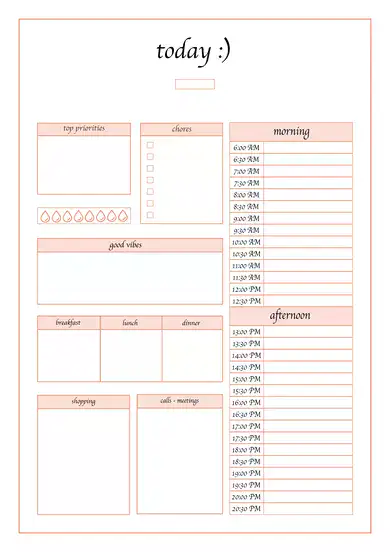 today :)
top priorities
chores
good vibes
breakfast
lunch
dinner
shopping
calls - meetings
morning
6:00 AM
6:30 AM
7:00 AM
7:30 AM
8:00 AM
8:30 AM
9:00 AM
9:30 AM
10:00 AM
10:30 AM
11:00 AM
11:30 AM
12:00 PM
12:30 PM
afternoon
13:00 PM
13:30 PM
14:00 PM
14:30 PM
15:00 PM
15:30 PM
16:00 PM
16:30 PM
17:00 PM
17:30 PM
18:00 PM
18:30 PM
19:00 PM
19:30 PM
20:00 PM
20:30 PM